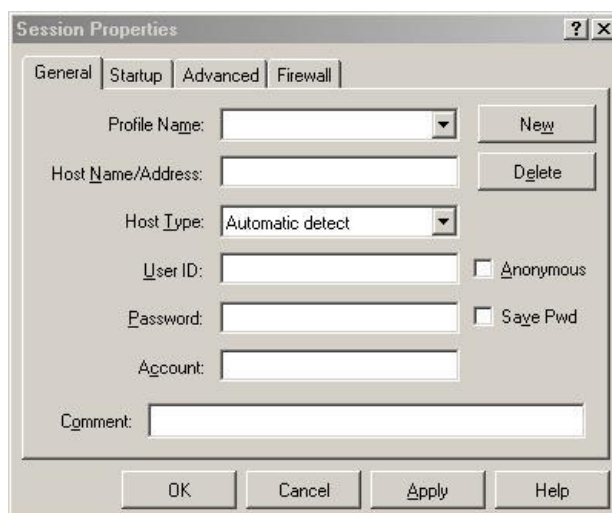 Session Properties
General Startup Advanced Firewall
Profile Name: New
Host Name/Address: Delete
Host Type: Automatic detect
User ID: Anonymous
Password: Save Pwd
Account:
Comment:
OK Cancel Apply Help